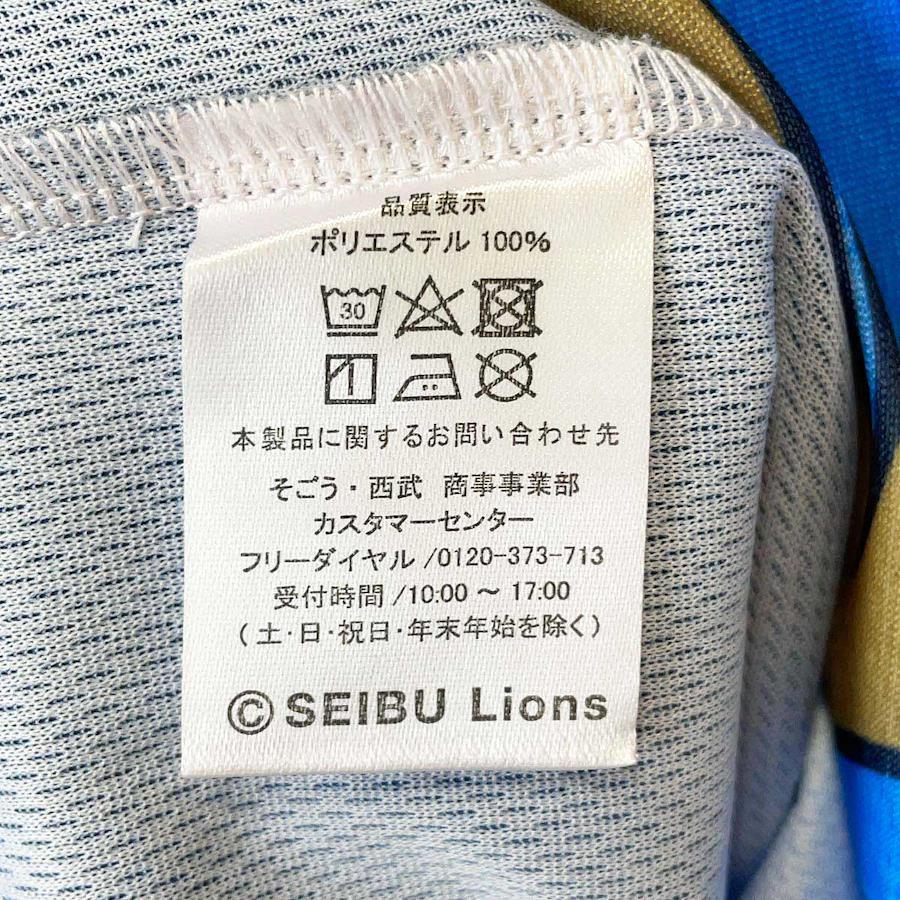 品質表示
ポリエステル 100%
30
本製品に関するお問い合わせ先
そごう・西武 商事事業部
カスタマーセンター
フリーダイヤル/0120-373-713
受付時間/10:00～17:00
(土・日・祝日・年末年始を除く)
© SEIBU Lions